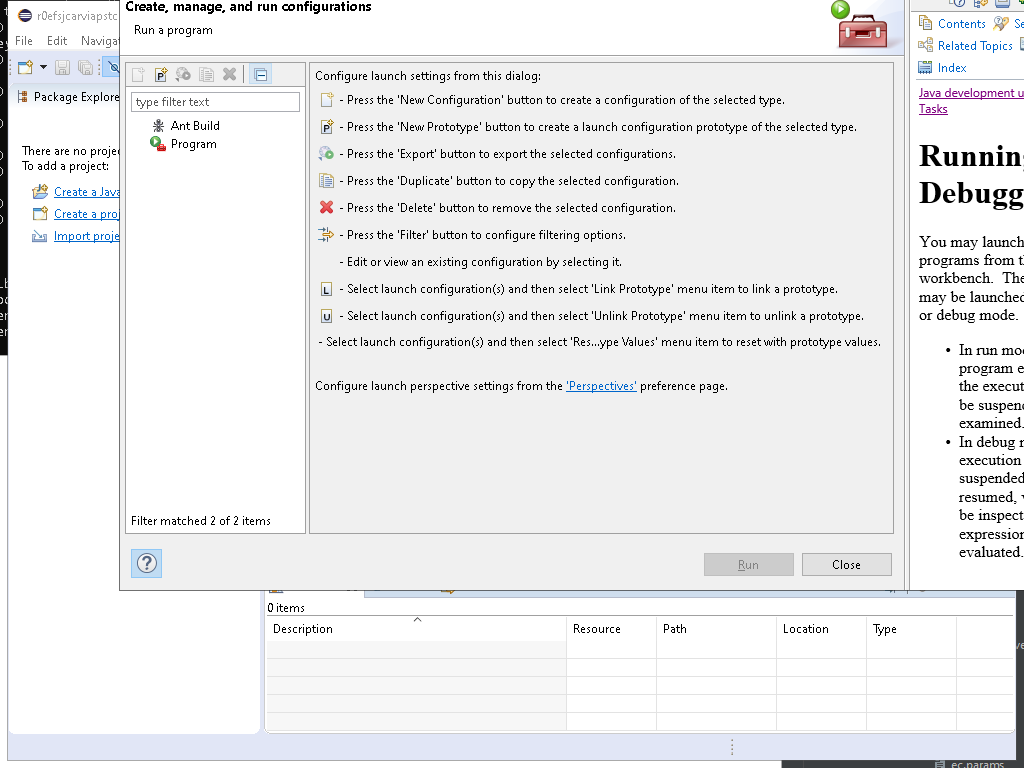 Create, manage, and run configurations
Run a program
r0efsjcarviapstc
File Edit Navigat
Package Explore
There are no projec
To add a project:
Create a Java
Create a proj
Import proje
type filter text
Ant Build
Program
Filter matched 2 of 2 items
Configure launch settings from this dialog:
- Press the 'New Configuration' button to create a configuration of the selected type.
- Press the 'New Prototype' button to create a launch configuration prototype of the selected type.
- Press the 'Export' button to export the selected configurations.
- Press the 'Duplicate' button to copy the selected configuration.
- Press the 'Delete' button to remove the selected configuration.
- Press the 'Filter' button to configure filtering options.
- Edit or view an existing configuration by selecting it.
- Select launch configuration(s) and then select 'Link Prototype' menu item to link a prototype.
- Select launch configuration(s) and then select 'Unlink Prototype' menu item to unlink a prototype.
- Select launch configuration(s) and then select 'Res...ype Values' menu item to reset with prototype values.
Configure launch perspective settings from the 'Perspectives' preference page.
Run
Close
Contents Se
Related Topics
Index
Java development u
Tasks
Running
Debugg
You may launch
programs from th
workbench. The
may be launched
or debug mode.
• In run mod
program e
the execut
be suspend
examined.
• In debug m
execution
suspended
resumed, v
be inspect
expression
evaluated.
0 items
Description Resource Path Location Type
ec.params